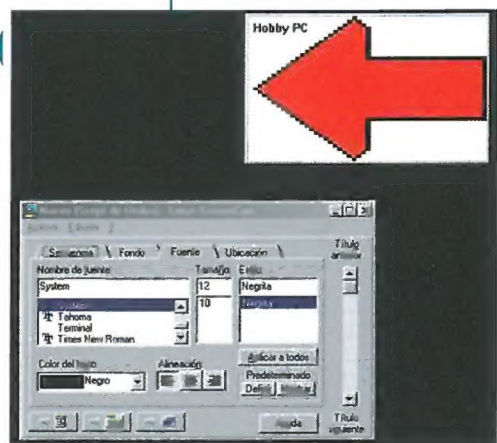 Hobby PC
Fondo
Fuente
Ubicación
Título
anterior
Nombre de fuente
Tamaño
Estilo
System
12
Negrita
10
Negrita
Tahoma
Terminal
Times New Roman
Color del texto
Alineación
Aplicar a todos
Negro
Predeterminado
Ayuda
Título
siguiente